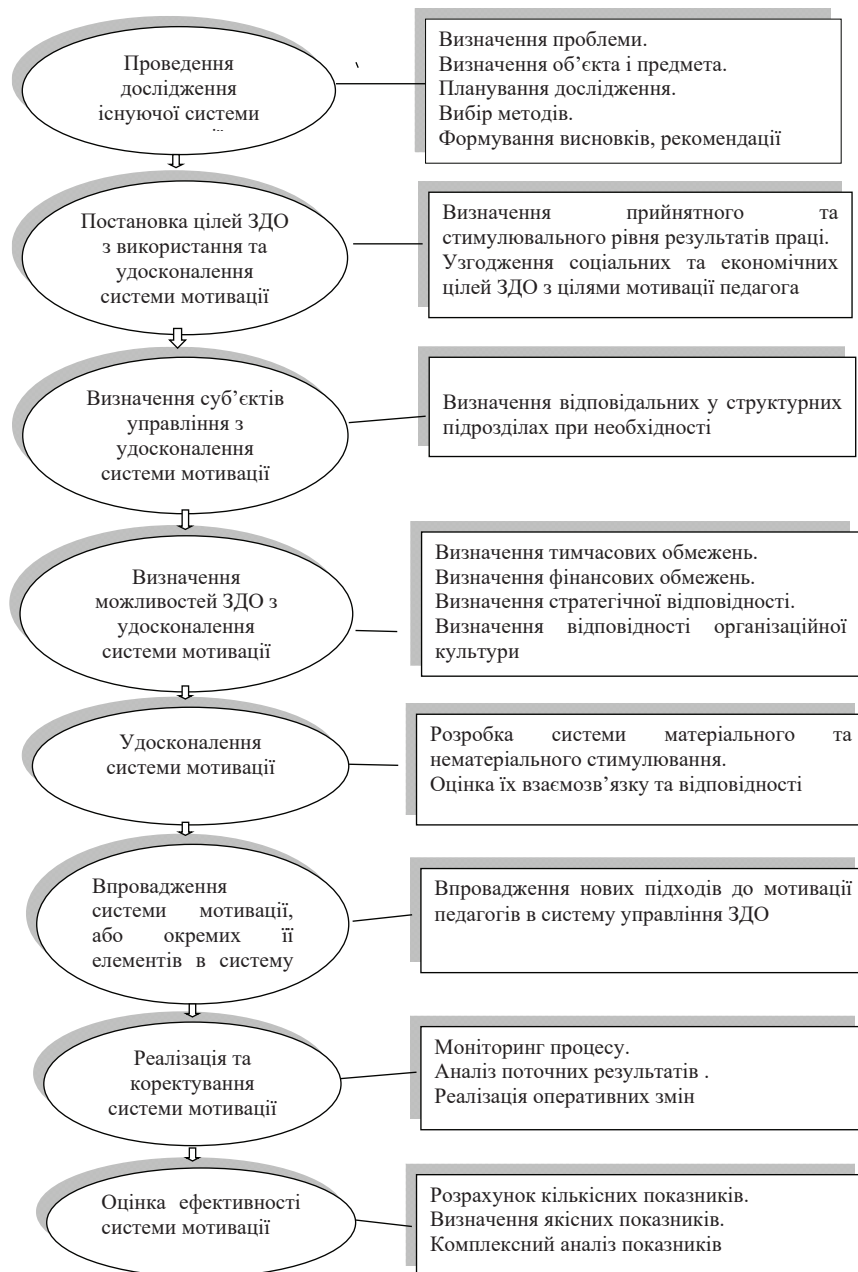 Проведення
дослідження
існуючої системи
Визначення проблеми.
Визначення об’єкта і предмета.
Планування дослідження.
Вибір методів.
Формування висновків, рекомендації
Постановка цілей ЗДО
з використання та
удосконалення
системи мотивації
Визначення прийнятного та
стимулювального рівня результатів праці.
Узгодження соціальних та економічних
цілей ЗДО з цілями мотивації педагога
Визначення суб’єктів
управління з
удосконалення
системи мотивації
Визначення відповідальних у структурних
підрозділах при необхідності
Визначення
можливостей ЗДО з
удосконалення
системи мотивації
Визначення тимчасових обмежень.
Визначення фінансових обмежень.
Визначення стратегічної відповідності.
Визначення відповідності організаційної
культури
Удосконалення
системи мотивації
Розробка системи матеріального та
нематеріального стимулювання.
Оцінка їх взаємозв’язку та відповідності
Впровадження
системи мотивації,
або окремих її
елементів в систему
Впровадження нових підходів до мотивації
педагогів в систему управління ЗДО
Реалізація та
коректування
системи мотивації
Моніторинг процесу.
Аналіз поточних результатів .
Реалізація оперативних змін
Оцінка ефективності
системи мотивації
Розрахунок кількісних показників.
Визначення якісних показників.
Комплексний аналіз показників